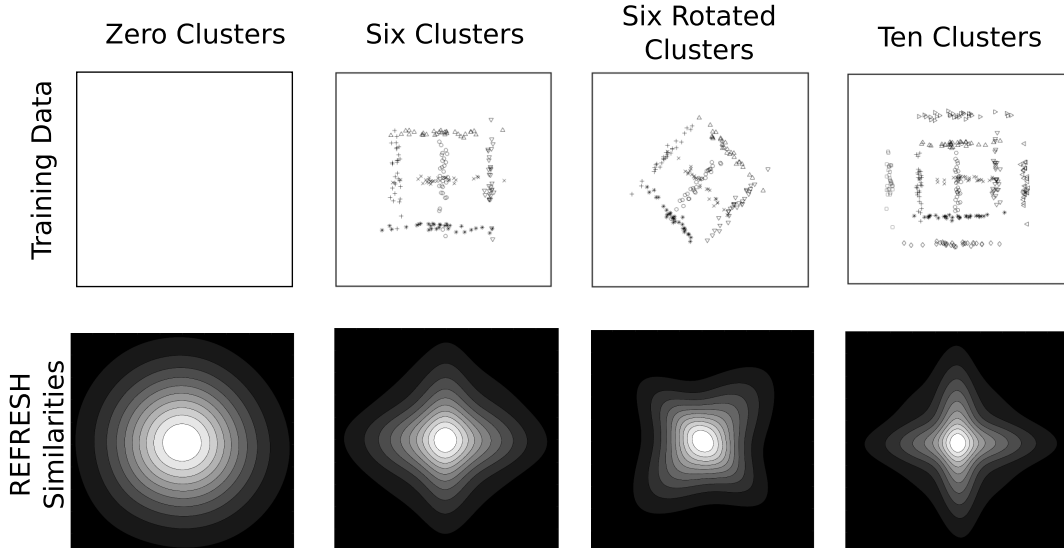 Zero Clusters
Six Clusters
Six Rotated
Clusters
Ten Clusters
Training Data
REFRESH
Similarities